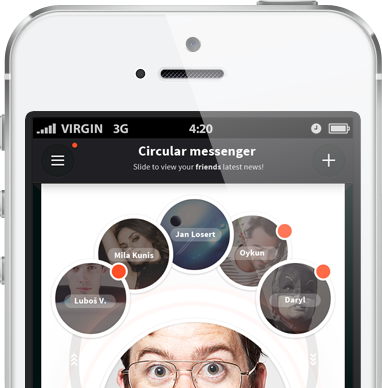 VIRGIN 3G 4:20
Circular messenger
Slide to view your friends latest news!
Jan Losert
Mila Kunis
Oykun
Luboš V.
Daryl